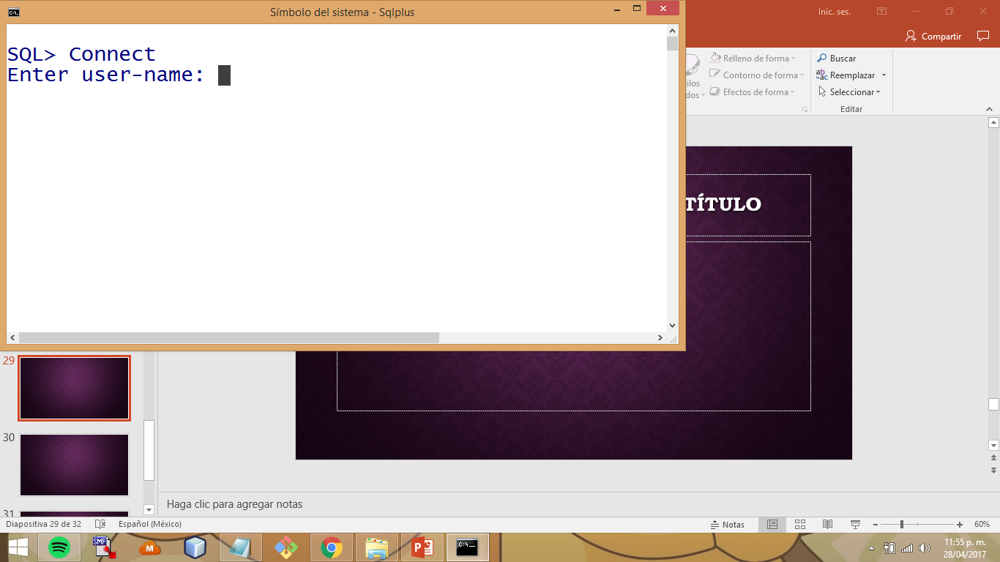 Símbolo del sistema - Sqlplus
SQL> Connect
Enter user-name:
Inic. ses.
Compartir
Relleno de forma
Contorno de forma
Efectos de forma
Buscar
Reemplazar
Seleccionar
Editar
TÍTULO
29
30
31
Haga clic para agregar notas
Diapositiva 29 de 32
Español (México)
Notas
60%
SMF
11:55 p. m.
28/04/2017